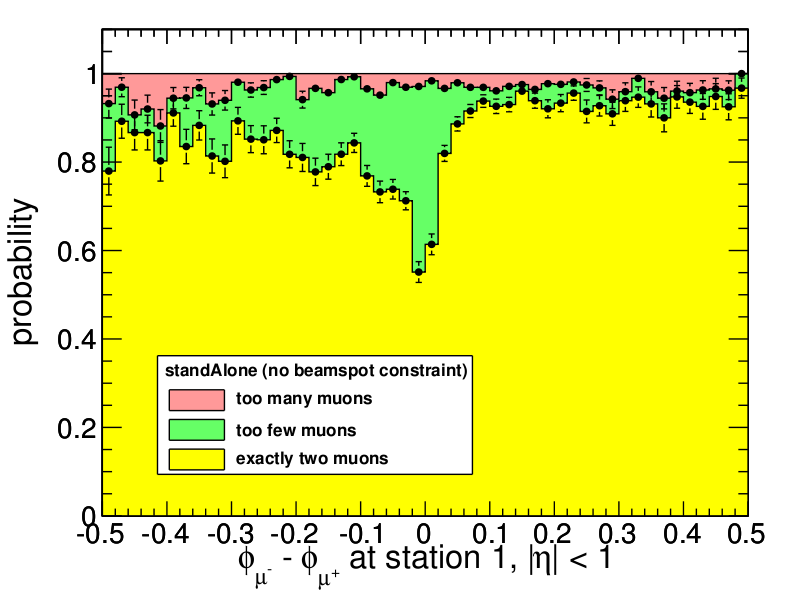 probability
1
0.8
0.6
0.4
0.2
0
standAlone (no beamspot constraint)
too many muons
too few muons
exactly two muons
-0.5 -0.4 -0.3 -0.2 -0.1 0 0.1 0.2 0.3 0.4 0.5
ϕμ- - ϕμ+ at station 1, |η| < 1